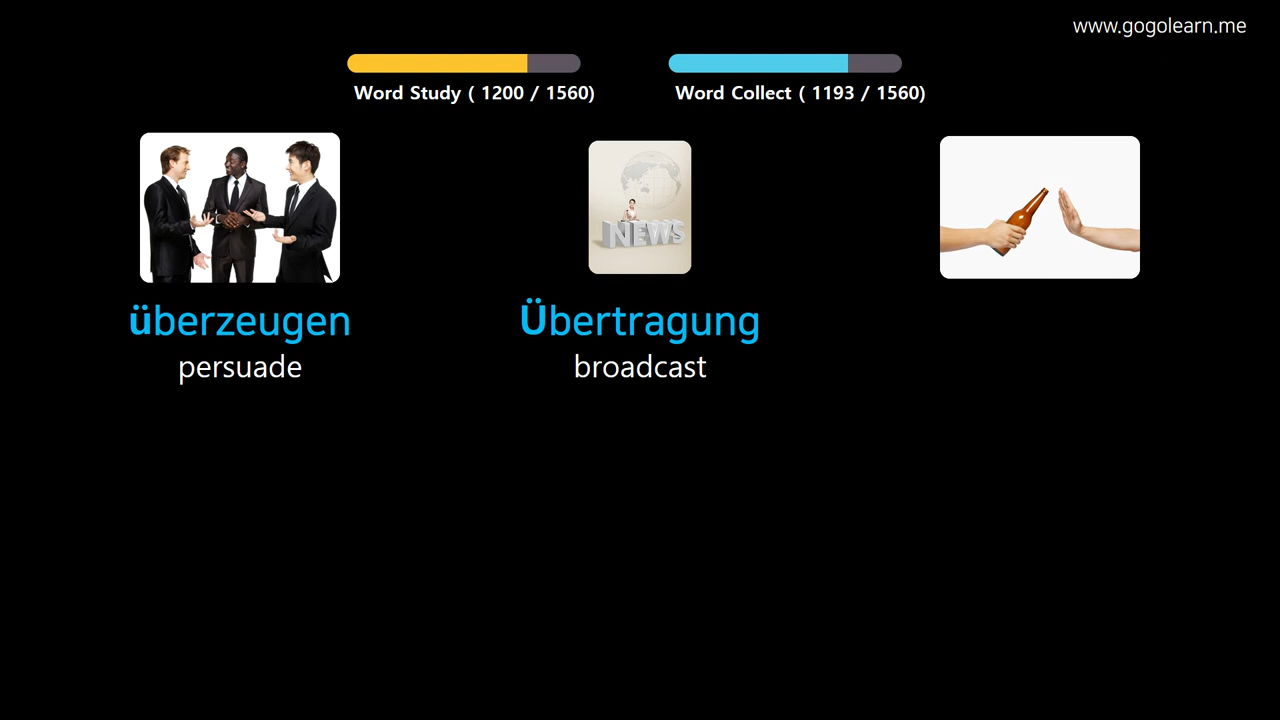 www.gogolearn.me
Word Study ( 1200 / 1560)
Word Collect ( 1193 / 1560)
NEWS
überzeugen
persuade
Übertragung
broadcast